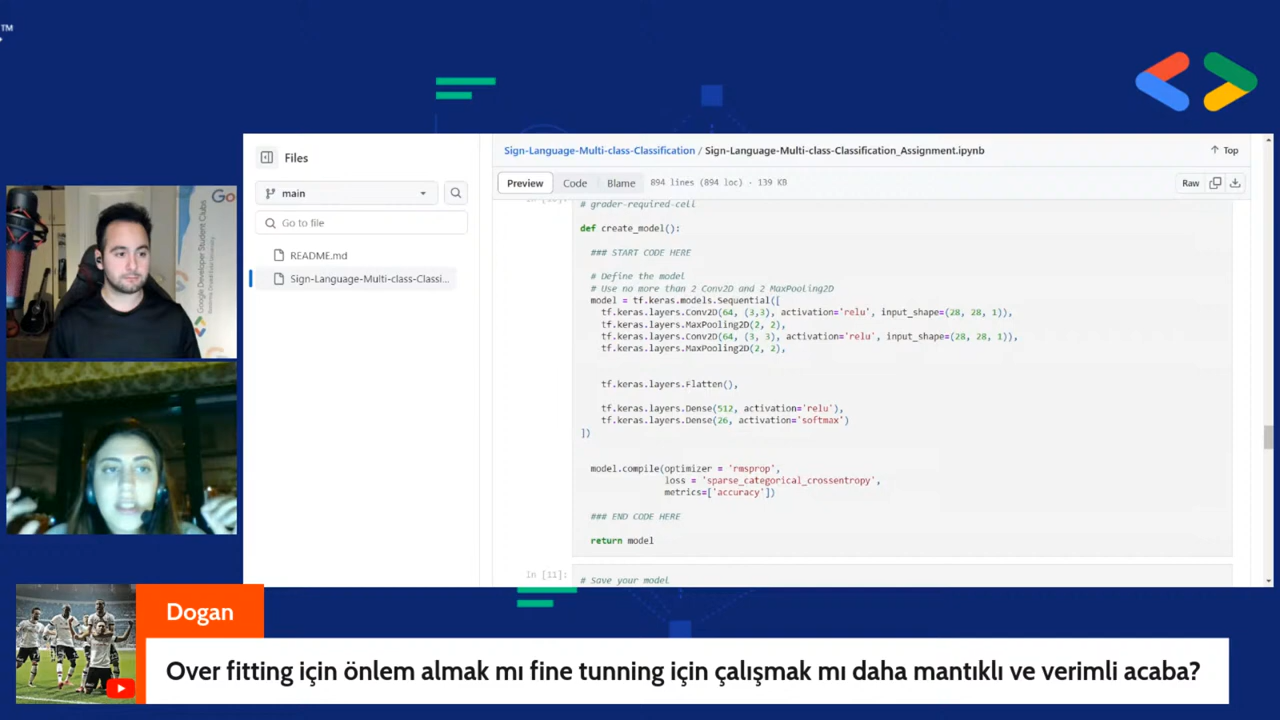 ™
Files
main
Go to file
README.md
Sign-Language-Multi-class-Classi...
Sign-Language-Multi-class-Classification / Sign-Language-Multi-class-Classification_Assignment.ipynb
Top
Preview Code Blame 894 lines (894 loc) · 139 KB
Raw
# grader-required-cell
def create_model():
### START CODE HERE
# Define the model
# Use no more than 2 Conv2D and 2 MaxPooling2D
model = tf.keras.models.Sequential([
tf.keras.layers.Conv2D(64, (3,3), activation='relu', input_shape=(28, 28, 1)),
tf.keras.layers.MaxPooling2D(2, 2),
tf.keras.layers.Conv2D(64, (3, 3), activation='relu', input_shape=(28, 28, 1)),
tf.keras.layers.MaxPooling2D(2, 2),
tf.keras.layers.Flatten(),
tf.keras.layers.Dense(512, activation='relu'),
tf.keras.layers.Dense(26, activation='softmax')
])
model.compile(optimizer = 'rmsprop',
loss = 'sparse_categorical_crossentropy',
metrics=['accuracy'])
### END CODE HERE
return model
In [11]:
# Save your model
Go
Google Developer Student Clubs
Dogan
Over fitting için önlem almak mı fine tunning için çalışmak mı daha mantıklı ve verimli acaba?